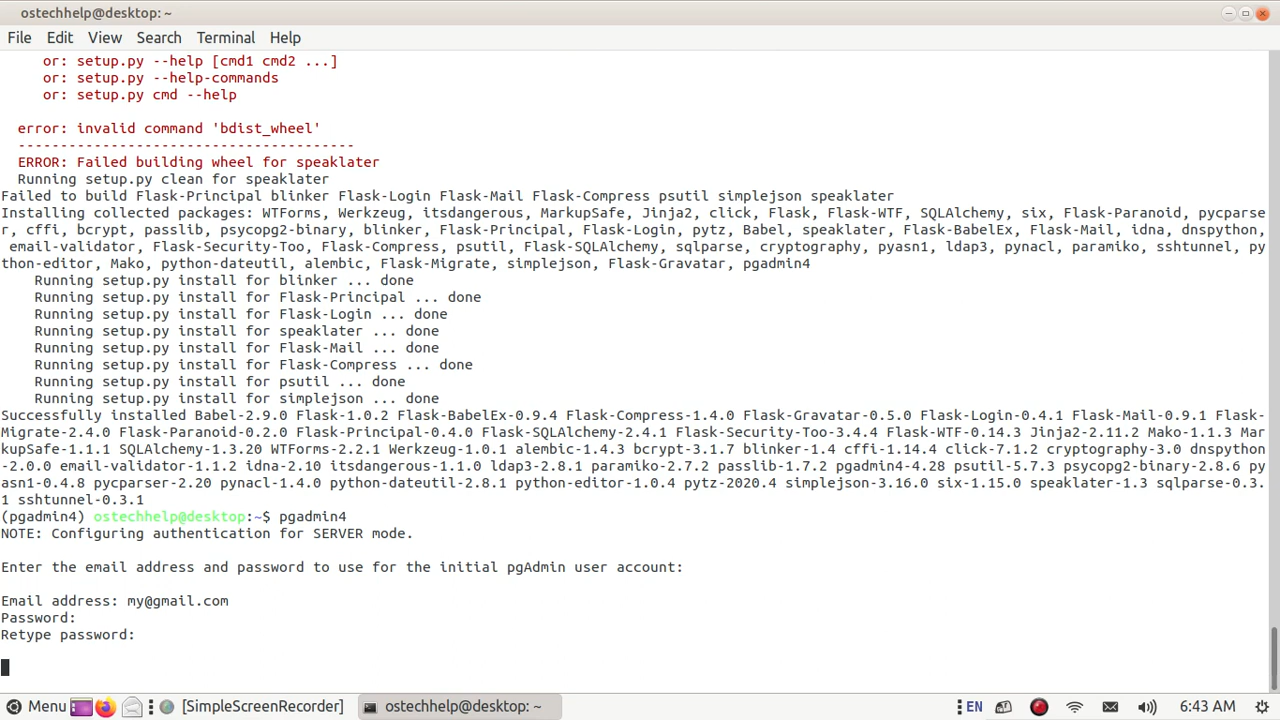 ostechhelp@desktop: ~
File Edit View Search Terminal Help
or: setup.py --help [cmd1 cmd2 ...]
or: setup.py --help-commands
or: setup.py cmd --help
error: invalid command 'bdist_wheel'
----------------------------------------
ERROR: Failed building wheel for speaklater
Running setup.py clean for speaklater
Failed to build Flask-Principal blinker Flask-Login Flask-Mail Flask-Compress psutil simplejson speaklater
Installing collected packages: WTForms, Werkzeug, itsdangerous, MarkupSafe, Jinja2, click, Flask, Flask-WTF, SQLAlchemy, six, Flask-Paranoid, pycparse
r, cffi, bcrypt, passlib, psycopg2-binary, blinker, Flask-Principal, Flask-Login, pytz, Babel, speaklater, Flask-BabelEx, Flask-Mail, idna, dnspython,
email-validator, Flask-Security-Too, Flask-Compress, psutil, Flask-SQLAlchemy, sqlparse, cryptography, pyasn1, ldap3, pynacl, paramiko, sshtunnel, py
thon-editor, Mako, python-dateutil, alembic, Flask-Migrate, simplejson, Flask-Gravatar, pgadmin4
Running setup.py install for blinker ... done
Running setup.py install for Flask-Principal ... done
Running setup.py install for Flask-Login ... done
Running setup.py install for speaklater ... done
Running setup.py install for Flask-Mail ... done
Running setup.py install for Flask-Compress ... done
Running setup.py install for psutil ... done
Running setup.py install for simplejson ... done
Successfully installed Babel-2.9.0 Flask-1.0.2 Flask-BabelEx-0.9.4 Flask-Compress-1.4.0 Flask-Gravatar-0.5.0 Flask-Login-0.4.1 Flask-Mail-0.9.1 Flask-
Migrate-2.4.0 Flask-Paranoid-0.2.0 Flask-Principal-0.4.0 Flask-SQLAlchemy-2.4.1 Flask-Security-Too-3.4.4 Flask-WTF-0.14.3 Jinja2-2.11.2 Mako-1.1.3 Mar
kupSafe-1.1.1 SQLAlchemy-1.3.20 WTForms-2.2.1 Werkzeug-1.0.1 alembic-1.4.3 bcrypt-3.1.7 blinker-1.4 cffi-1.14.4 click-7.1.2 cryptography-3.0 dnspython
-2.0.0 email-validator-1.1.2 idna-2.10 itsdangerous-1.1.0 ldap3-2.8.1 paramiko-2.7.2 passlib-1.7.2 pgadmin4-4.28 psutil-5.7.3 psycopg2-binary-2.8.6 py
asn1-0.4.8 pycparser-2.20 pynacl-1.4.0 python-dateutil-2.8.1 python-editor-1.0.4 pytz-2020.4 simplejson-3.16.0 six-1.15.0 speaklater-1.3 sqlparse-0.3.
1 sshtunnel-0.3.1
(pgadmin4) ostechhelp@desktop:~$ pgadmin4
NOTE: Configuring authentication for SERVER mode.
Enter the email address and password to use for the initial pgAdmin user account:
Email address: my@gmail.com
Password:
Retype password:
Menu [SimpleScreenRecorder] ostechhelp@desktop: ~ EN 6:43 AM